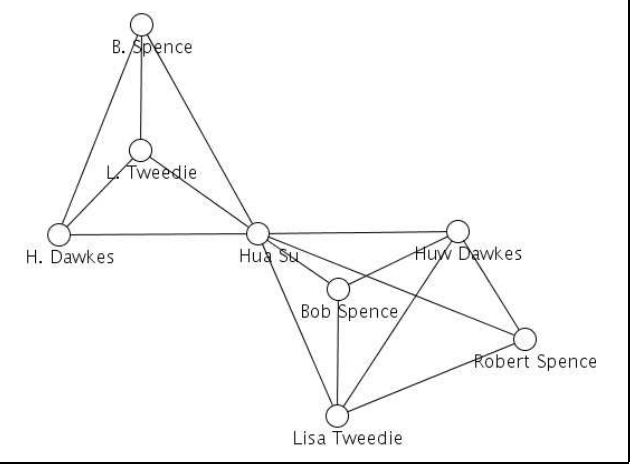 B. Spence
L. Tweedie
H. Dawkes
Hua Su
Huw Dawkes
Bob Spence
Robert Spence
Lisa Tweedie